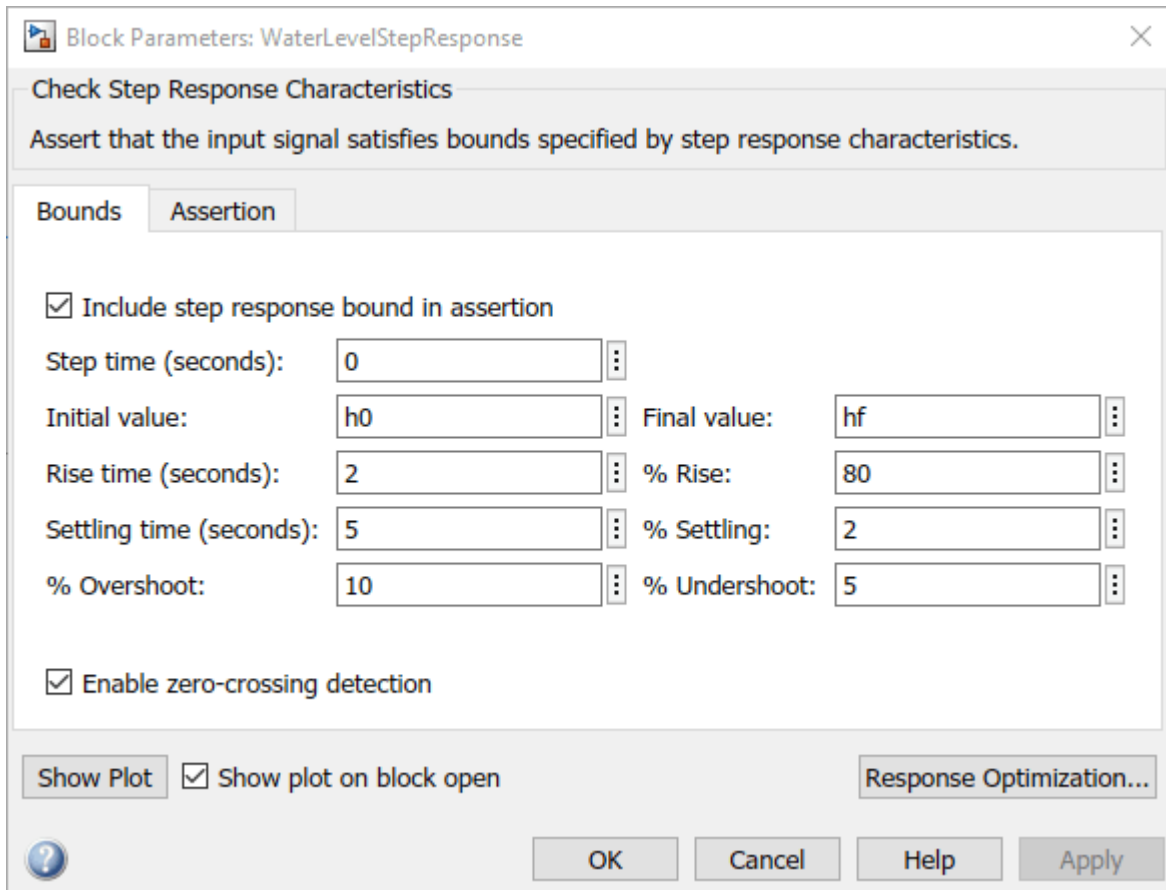 Block Parameters: WaterLevelStepResponse
Check Step Response Characteristics
Assert that the input signal satisfies bounds specified by step response characteristics.
Bounds Assertion
Include step response bound in assertion
Step time (seconds): 0
Initial value: h0 Final value: hf
Rise time (seconds): 2 % Rise: 80
Settling time (seconds): 5 % Settling: 2
% Overshoot: 10 % Undershoot: 5
Enable zero-crossing detection
Show Plot Show plot on block open Response Optimization...
? OK Cancel Help Apply